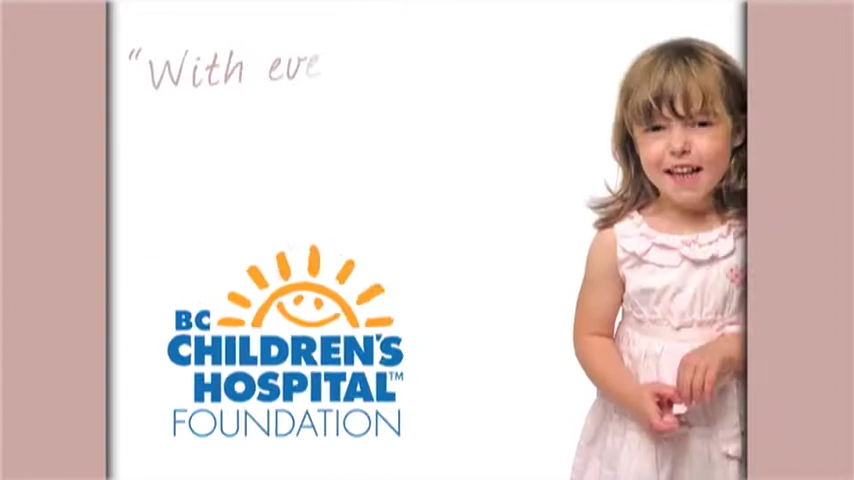 "With eve
BC
CHILDREN'S
HOSPITAL™
FOUNDATION